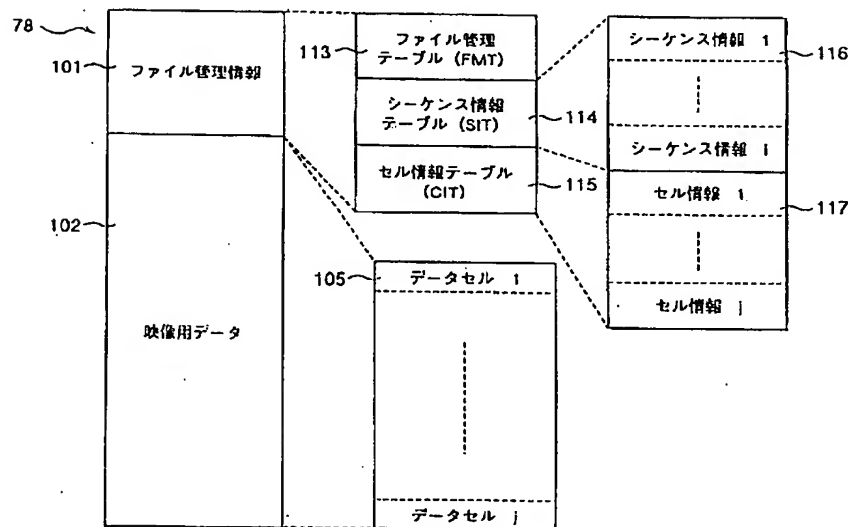 78
101
ファイル管理情報
102
映像用データ
113
ファイル管理
テーブル (FMT)
シーケンス情報
テーブル (SIT)
114
セル情報テーブル
(CIT)
115
105
データセル 1
データセル j
シーケンス情報 1
116
シーケンス情報 i
セル情報 1
117
セル情報 j